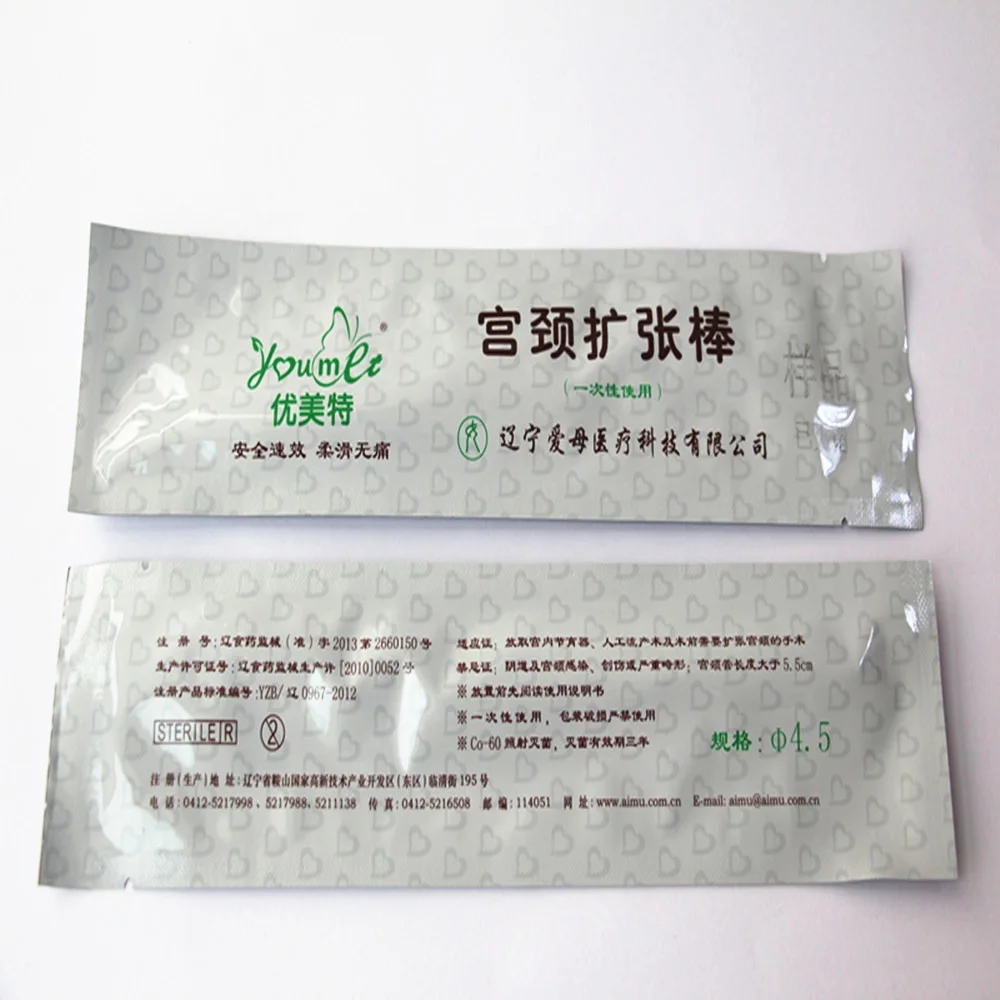 Youmet®
优美特
安全速效 柔滑无痛
宫颈扩张棒
(一次性使用)
辽宁爱母医疗科技有限公司
样品
注 册 号:辽食药监械(准)字2013第2660150号
生产许可证号:辽食药监械生产许[2010]0052号
注册产品标准编号:YZB/辽0967-2012
STERILE R
2
适应证:放取宫内节育器、人工流产术及术前需要扩张宫颈的手术
禁忌证:阴道及宫颈感染、创伤或严重畸形;宫颈管长度大于5.5cm
※放置前先阅读使用说明书
※一次性使用,包装破损严禁使用
※Co-60照射灭菌,灭菌有效期三年
规格:Φ4.5
注 册(生产)地 址:辽宁省鞍山国家高新技术产业开发区(东区)临清街195号
电 话:0412-5217998、5217988、5211138 传 真:0412-5216508 邮 编:114051 网 址:www.aimu.com.cn E-mail:aimu@aimu.com.cn